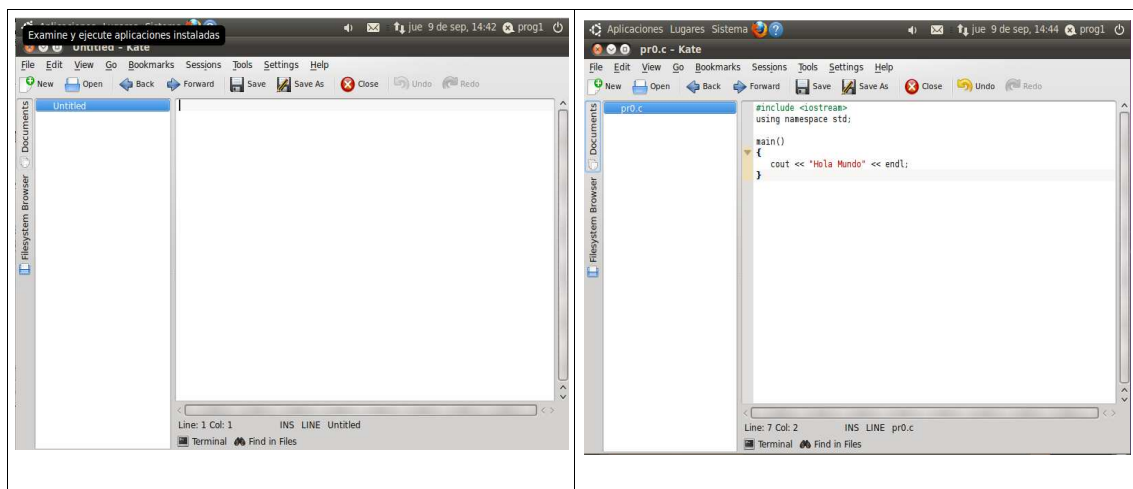 Examine y ejecute aplicaciones instaladas
jue 9 de sep, 14:42 prog1
Untitled - Kate
File Edit View Go Bookmarks Sessions Tools Settings Help
New Open Back Forward Save Save As Close Undo Redo
Documents
Filesystem Browser
Untitled
Line: 1 Col: 1 INS LINE Untitled
Terminal Find in Files
Aplicaciones Lugares Sistema jue 9 de sep, 14:44 prog1
pr0.c - Kate
File Edit View Go Bookmarks Sessions Tools Settings Help
New Open Back Forward Save Save As Close Undo Redo
Documents
Filesystem Browser
pr0.c
#include <iostream>
using namespace std;
main()
{
cout << "Hola Mundo" << endl;
}
Line: 7 Col: 2 INS LINE pr0.c
Terminal Find in Files